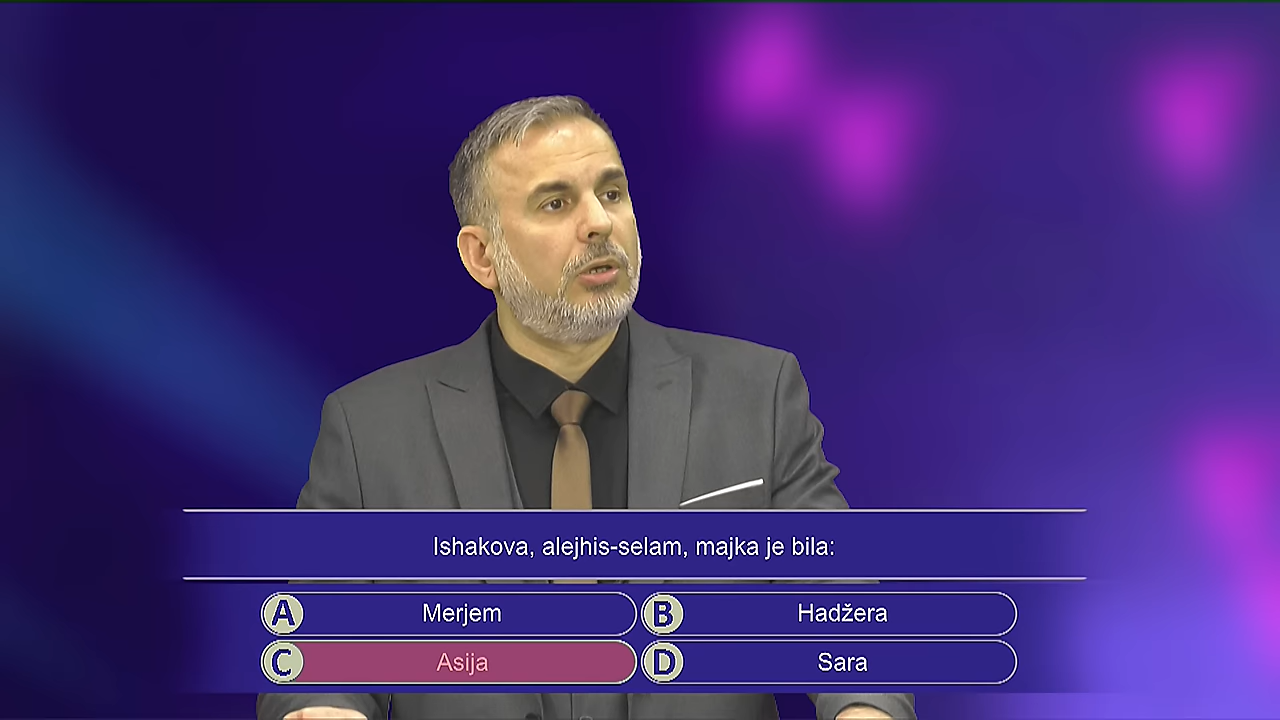 Ishakova, alejhis-selam, majka je bila:
A Merjem
B Hadžera
C Asija
D Sara